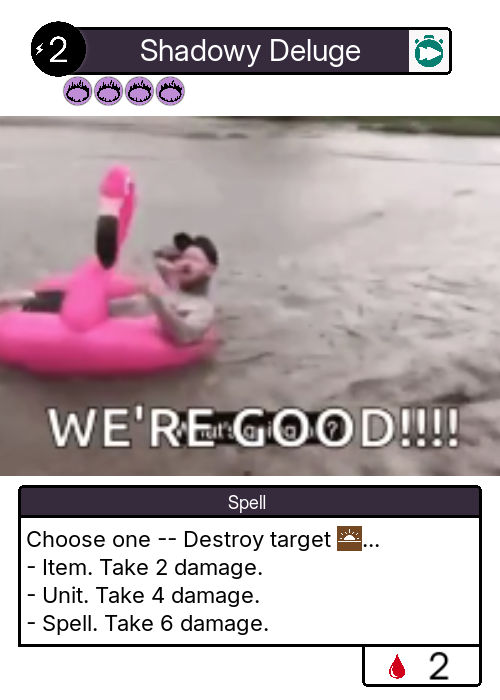 2
Shadowy Deluge
WE'RE GOOD!!!!
Spell
Choose one -- Destroy target ...
- Item. Take 2 damage.
- Unit. Take 4 damage.
- Spell. Take 6 damage.
2